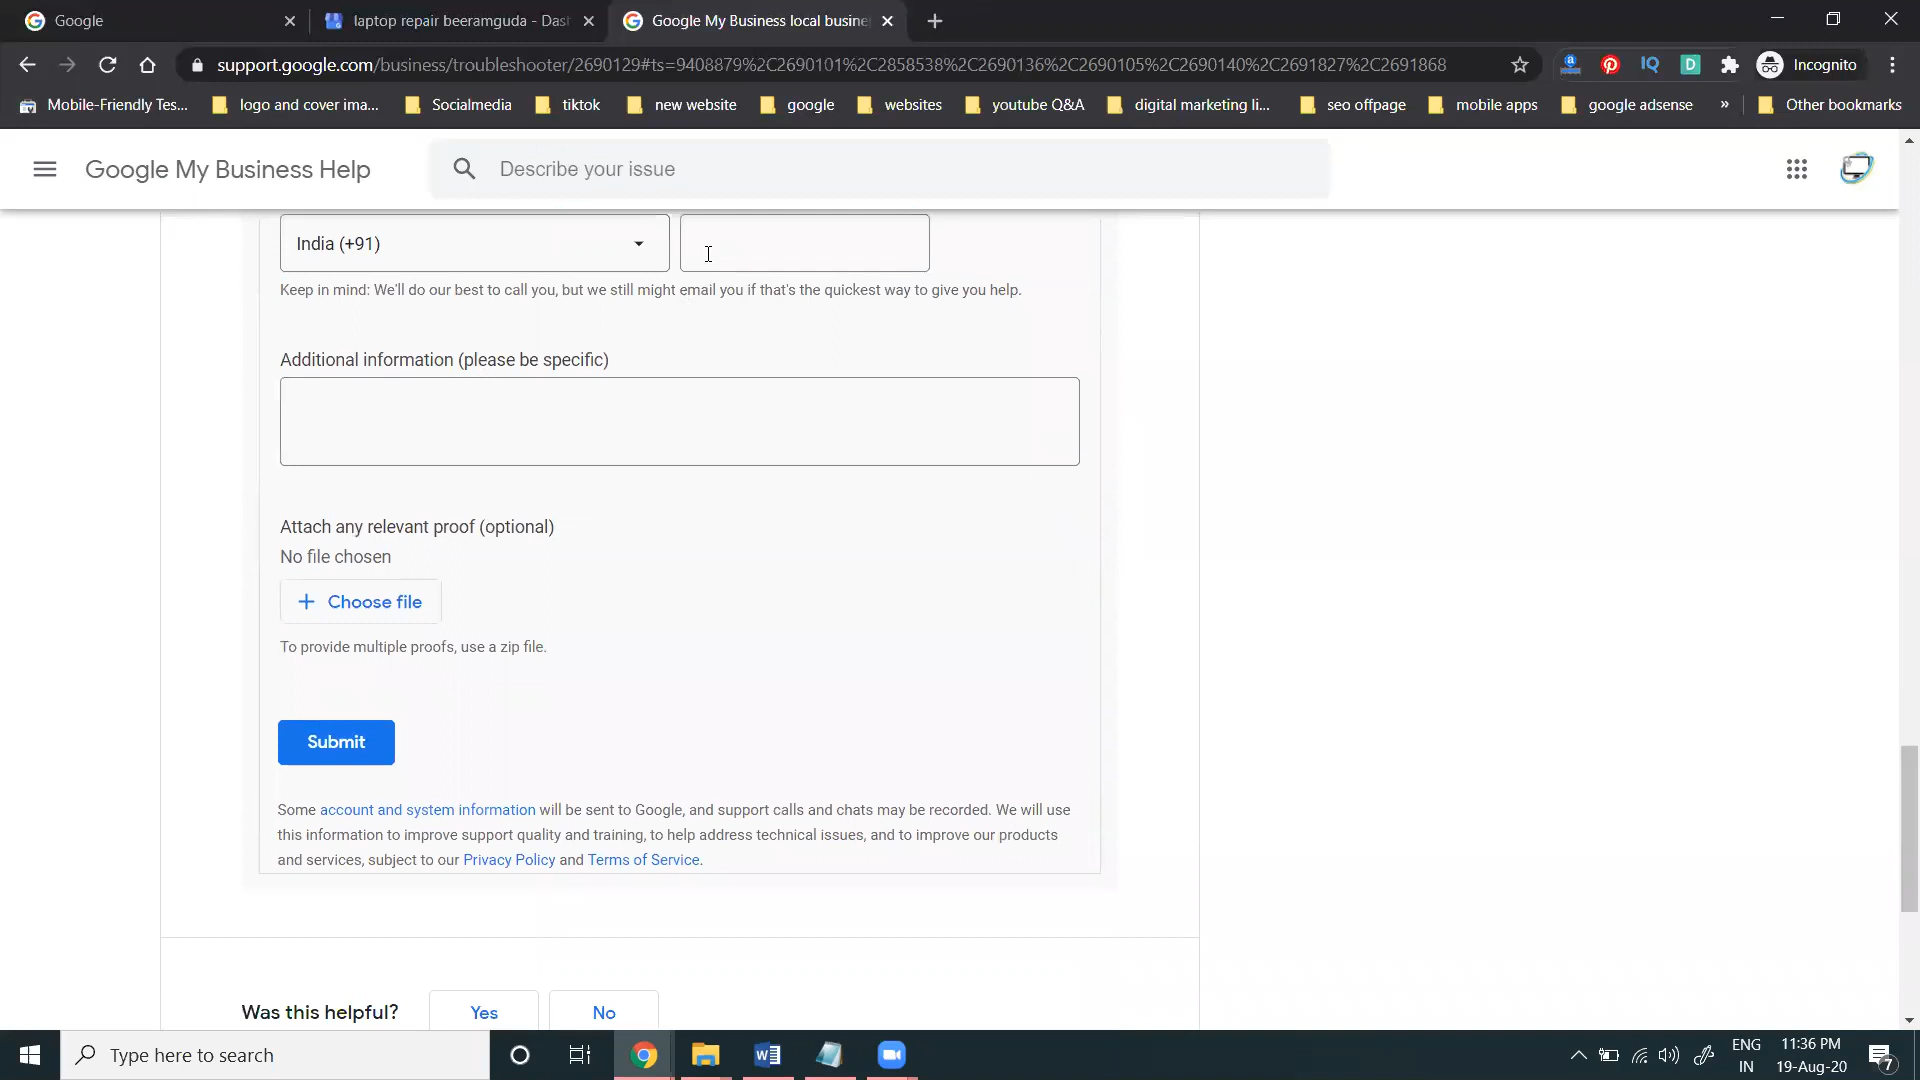 Google
laptop repair beeramguda - Das
Google My Business local busine
support.google.com/business/troubleshooter/2690129#ts=9408879%2C2690101%2C2858538%2C2690136%2C2690105%2C2690140%2C2691827%2C2691868
Incognito
Mobile-Friendly Tes...
logo and cover ima...
Socialmedia
tiktok
new website
google
websites
youtube Q&A
digital marketing li...
seo offpage
mobile apps
google adsense
»
Other bookmarks
Google My Business Help
Describe your issue
India (+91)
Keep in mind: We'll do our best to call you, but we still might email you if that's the quickest way to give you help.
Additional information (please be specific)
Attach any relevant proof (optional)
No file chosen
+ Choose file
To provide multiple proofs, use a zip file.
Submit
Some account and system information will be sent to Google, and support calls and chats may be recorded. We will use
this information to improve support quality and training, to help address technical issues, and to improve our products
and services, subject to our Privacy Policy and Terms of Service.
Was this helpful?
Yes
No
Type here to search
ENG
IN
11:36 PM
19-Aug-20
7